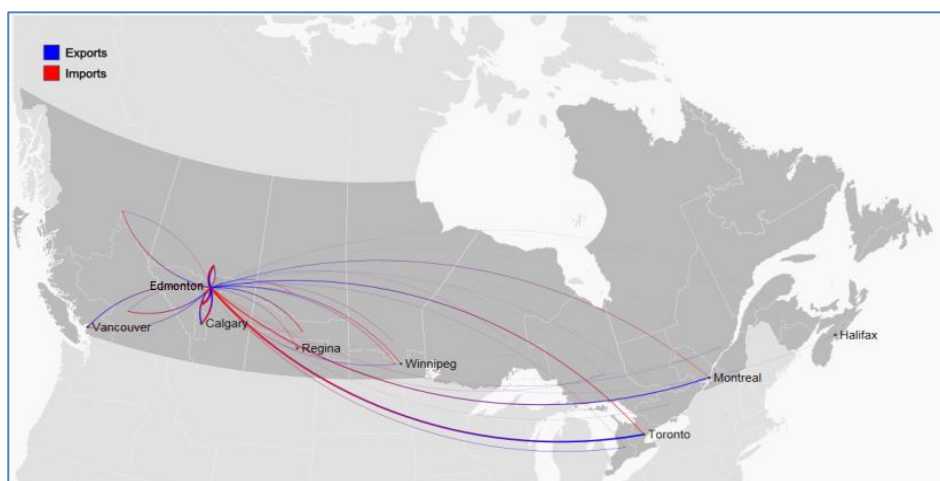 Exports
Imports
Edmonton
Vancouver
Calgary
Regina
Winnipeg
Halifax
Montreal
Toronto